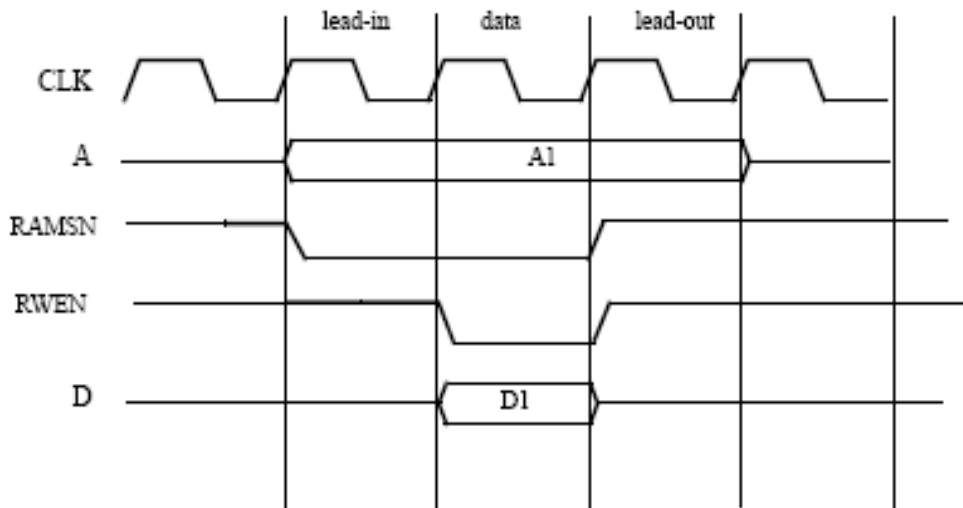 lead-in data lead-out
CLK
A A1
RAMSN
RWEN
D D1